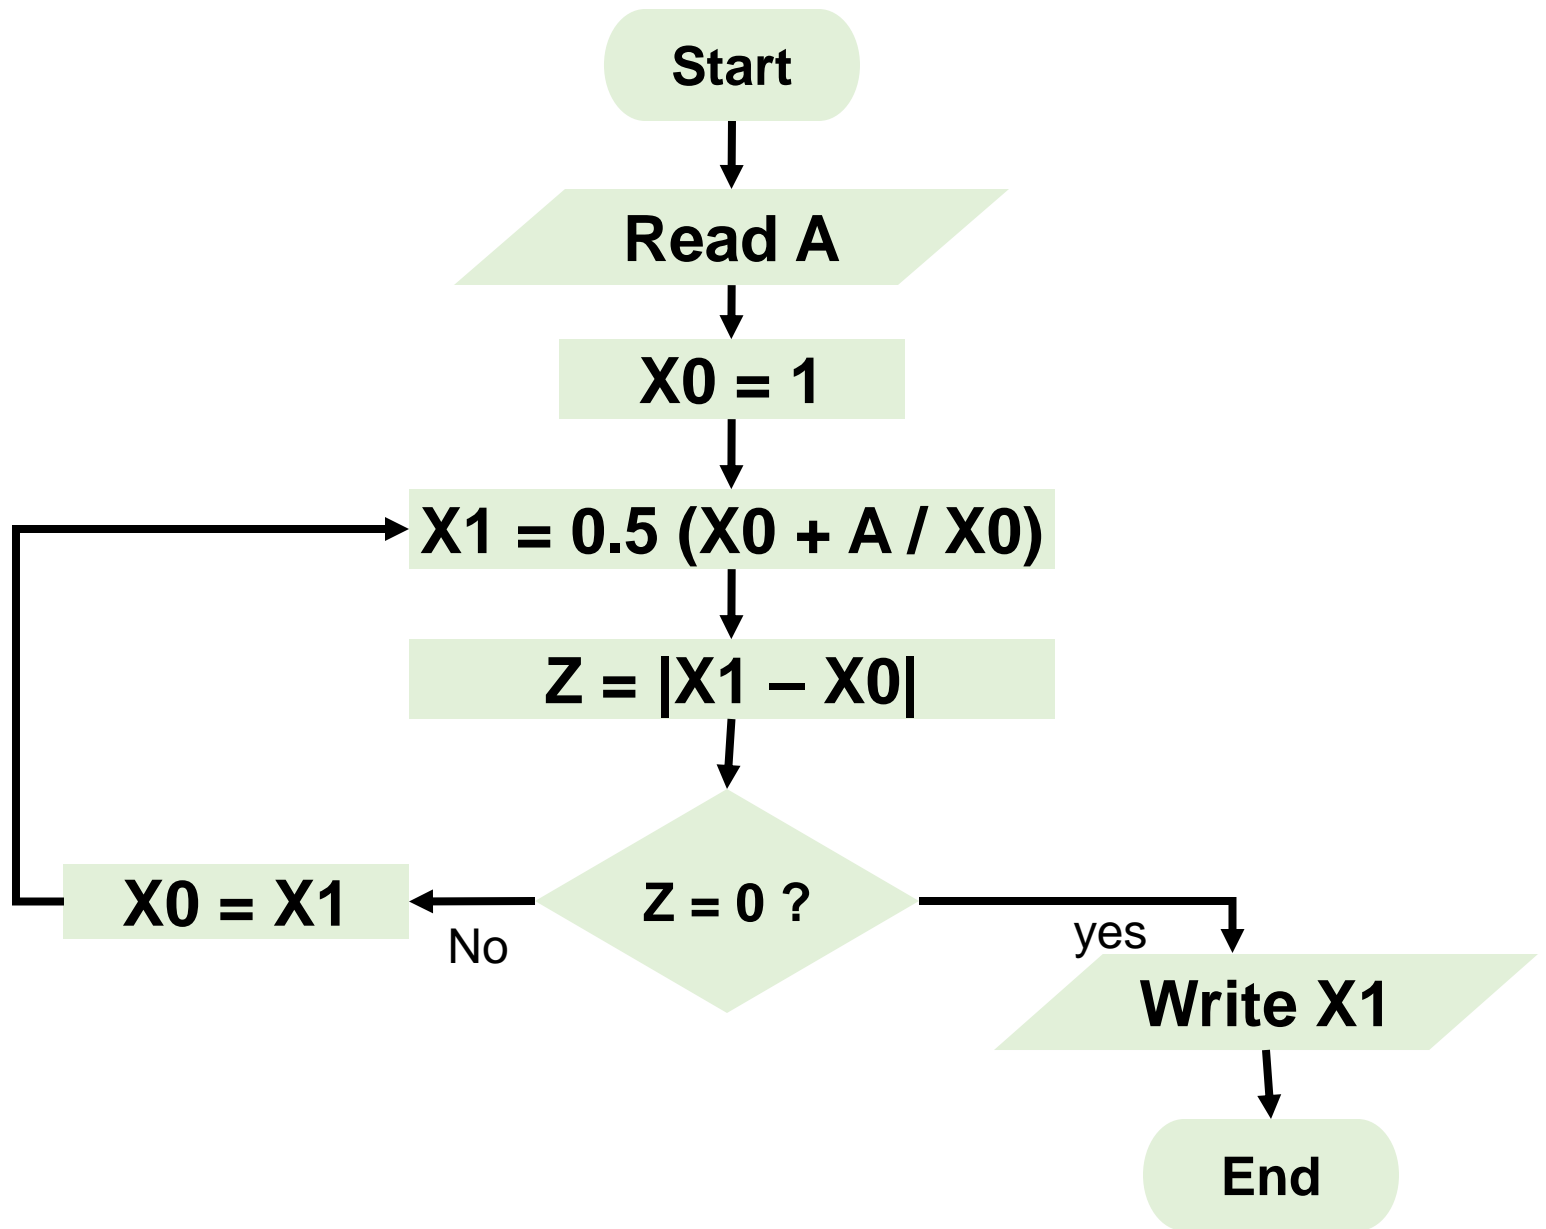 Start
Read A
X0 = 1
X1 = 0.5 (X0 + A / X0)
Z = |X1 – X0|
Z = 0 ?
X0 = X1
No
yes
Write X1
End